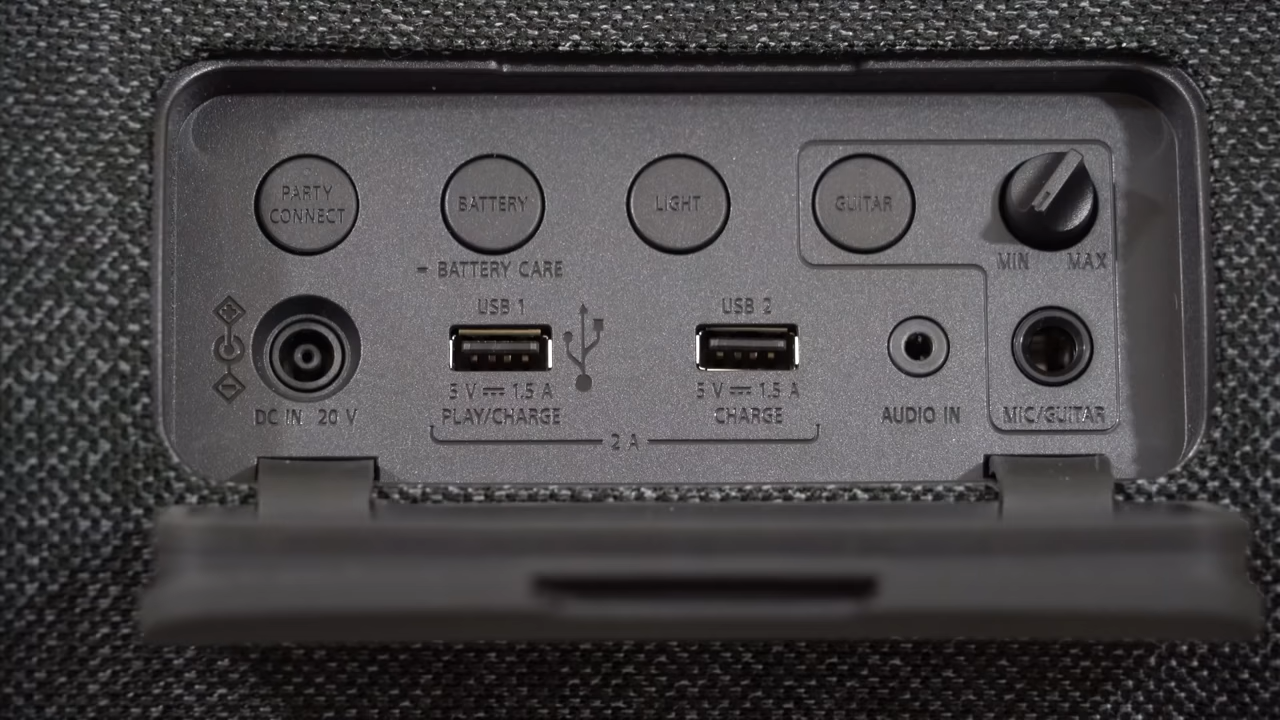 PARTY
CONNECT
BATTERY
LIGHT
GUITAR
– BATTERY CARE
MIN MAX
USB 1
USB 2
5 V ⎓ 1.5 A
PLAY/CHARGE
5 V ⎓ 1.5 A
CHARGE
2 A
DC IN 20 V
AUDIO IN
MIC/GUITAR